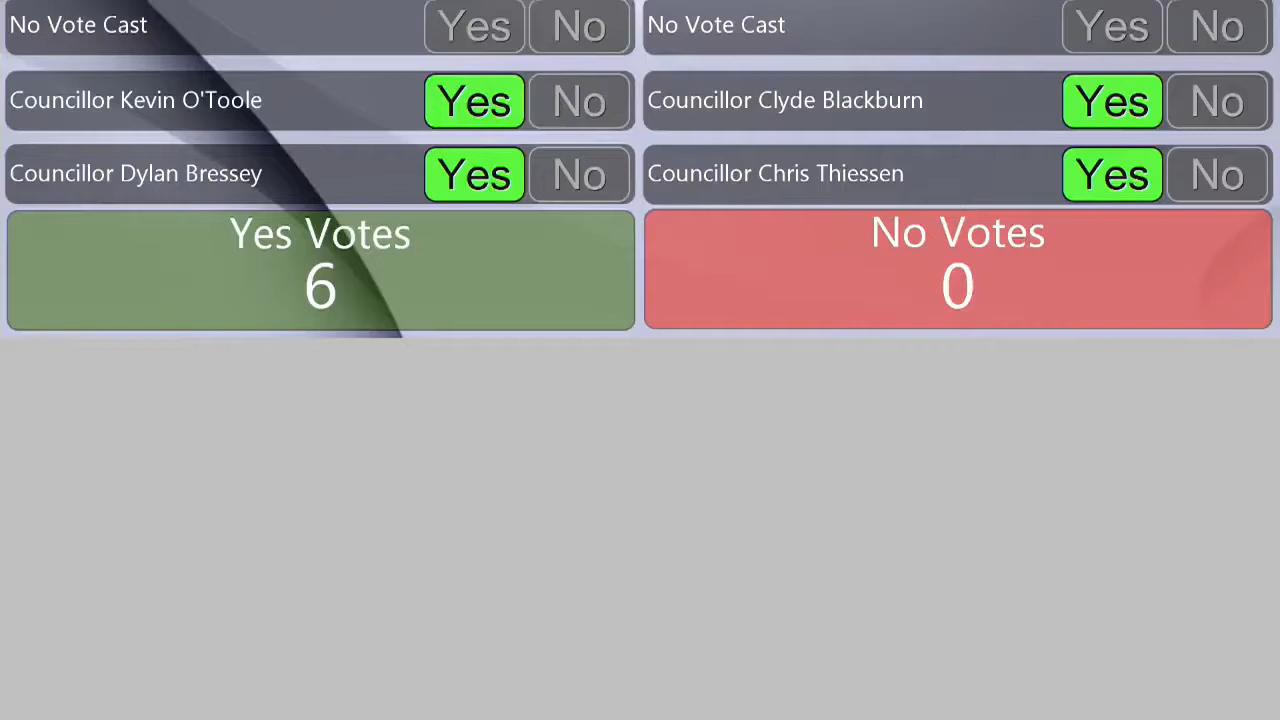 No Vote Cast Yes No No Vote Cast Yes No
Councillor Kevin O'Toole Yes No Councillor Clyde Blackburn Yes No
Councillor Dylan Bressey Yes No Councillor Chris Thiessen Yes No
Yes Votes No Votes
6 0